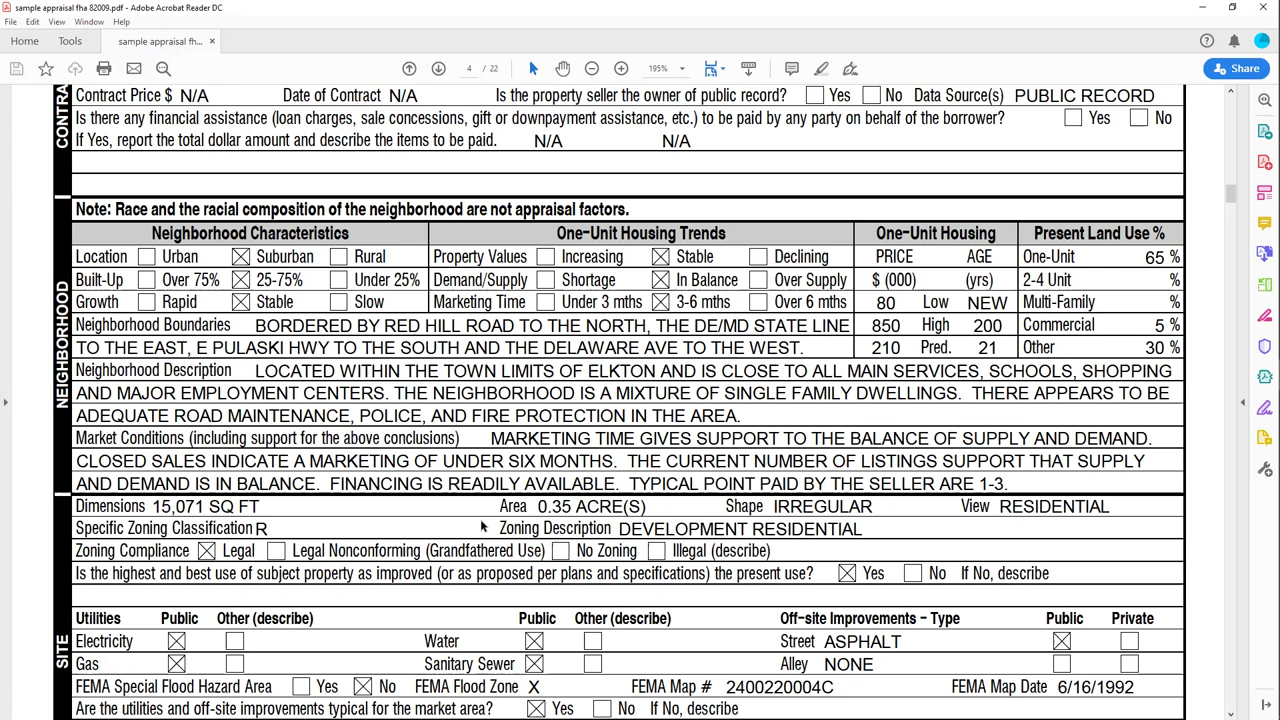 sample appraisal fha 82009.pdf - Adobe Acrobat Reader DC
File Edit View Window Help
Home Tools sample appraisal fh... ×
4 / 22 195% Share
Contract Price $ N/A Date of Contract N/A Is the property seller the owner of public record? Yes No Data Source(s) PUBLIC RECORD
Is there any financial assistance (loan charges, sale concessions, gift or downpayment assistance, etc.) to be paid by any party on behalf of the borrower? Yes No
If Yes, report the total dollar amount and describe the items to be paid. N/A N/A
CONTRA
Note: Race and the racial composition of the neighborhood are not appraisal factors.
NEIGHBORHOOD
Neighborhood Characteristics One-Unit Housing Trends One-Unit Housing Present Land Use %
Location Urban Suburban Rural Property Values Increasing Stable Declining PRICE AGE One-Unit 65 %
Built-Up Over 75% 25-75% Under 25% Demand/Supply Shortage In Balance Over Supply $ (000) (yrs) 2-4 Unit %
Growth Rapid Stable Slow Marketing Time Under 3 mths 3-6 mths Over 6 mths 80 Low NEW Multi-Family %
Neighborhood Boundaries BORDERED BY RED HILL ROAD TO THE NORTH, THE DE/MD STATE LINE 850 High 200 Commercial 5 %
TO THE EAST, E PULASKI HWY TO THE SOUTH AND THE DELAWARE AVE TO THE WEST. 210 Pred. 21 Other 30 %
Neighborhood Description LOCATED WITHIN THE TOWN LIMITS OF ELKTON AND IS CLOSE TO ALL MAIN SERVICES, SCHOOLS, SHOPPING
AND MAJOR EMPLOYMENT CENTERS. THE NEIGHBORHOOD IS A MIXTURE OF SINGLE FAMILY DWELLINGS. THERE APPEARS TO BE
ADEQUATE ROAD MAINTENANCE, POLICE, AND FIRE PROTECTION IN THE AREA.
Market Conditions (including support for the above conclusions) MARKETING TIME GIVES SUPPORT TO THE BALANCE OF SUPPLY AND DEMAND.
CLOSED SALES INDICATE A MARKETING OF UNDER SIX MONTHS. THE CURRENT NUMBER OF LISTINGS SUPPORT THAT SUPPLY
AND DEMAND IS IN BALANCE. FINANCING IS READILY AVAILABLE. TYPICAL POINT PAID BY THE SELLER ARE 1-3.
Dimensions 15,071 SQ FT Area 0.35 ACRE(S) Shape IRREGULAR View RESIDENTIAL
Specific Zoning Classification R Zoning Description DEVELOPMENT RESIDENTIAL
Zoning Compliance Legal Legal Nonconforming (Grandfathered Use) No Zoning Illegal (describe)
Is the highest and best use of subject property as improved (or as proposed per plans and specifications) the present use? Yes No If No, describe
SITE
Utilities Public Other (describe) Public Other (describe) Off-site Improvements - Type Public Private
Electricity Water Street ASPHALT
Gas Sanitary Sewer Alley NONE
FEMA Special Flood Hazard Area Yes No FEMA Flood Zone X FEMA Map # 2400220004C FEMA Map Date 6/16/1992
Are the utilities and off-site improvements typical for the market area? Yes No If No, describe